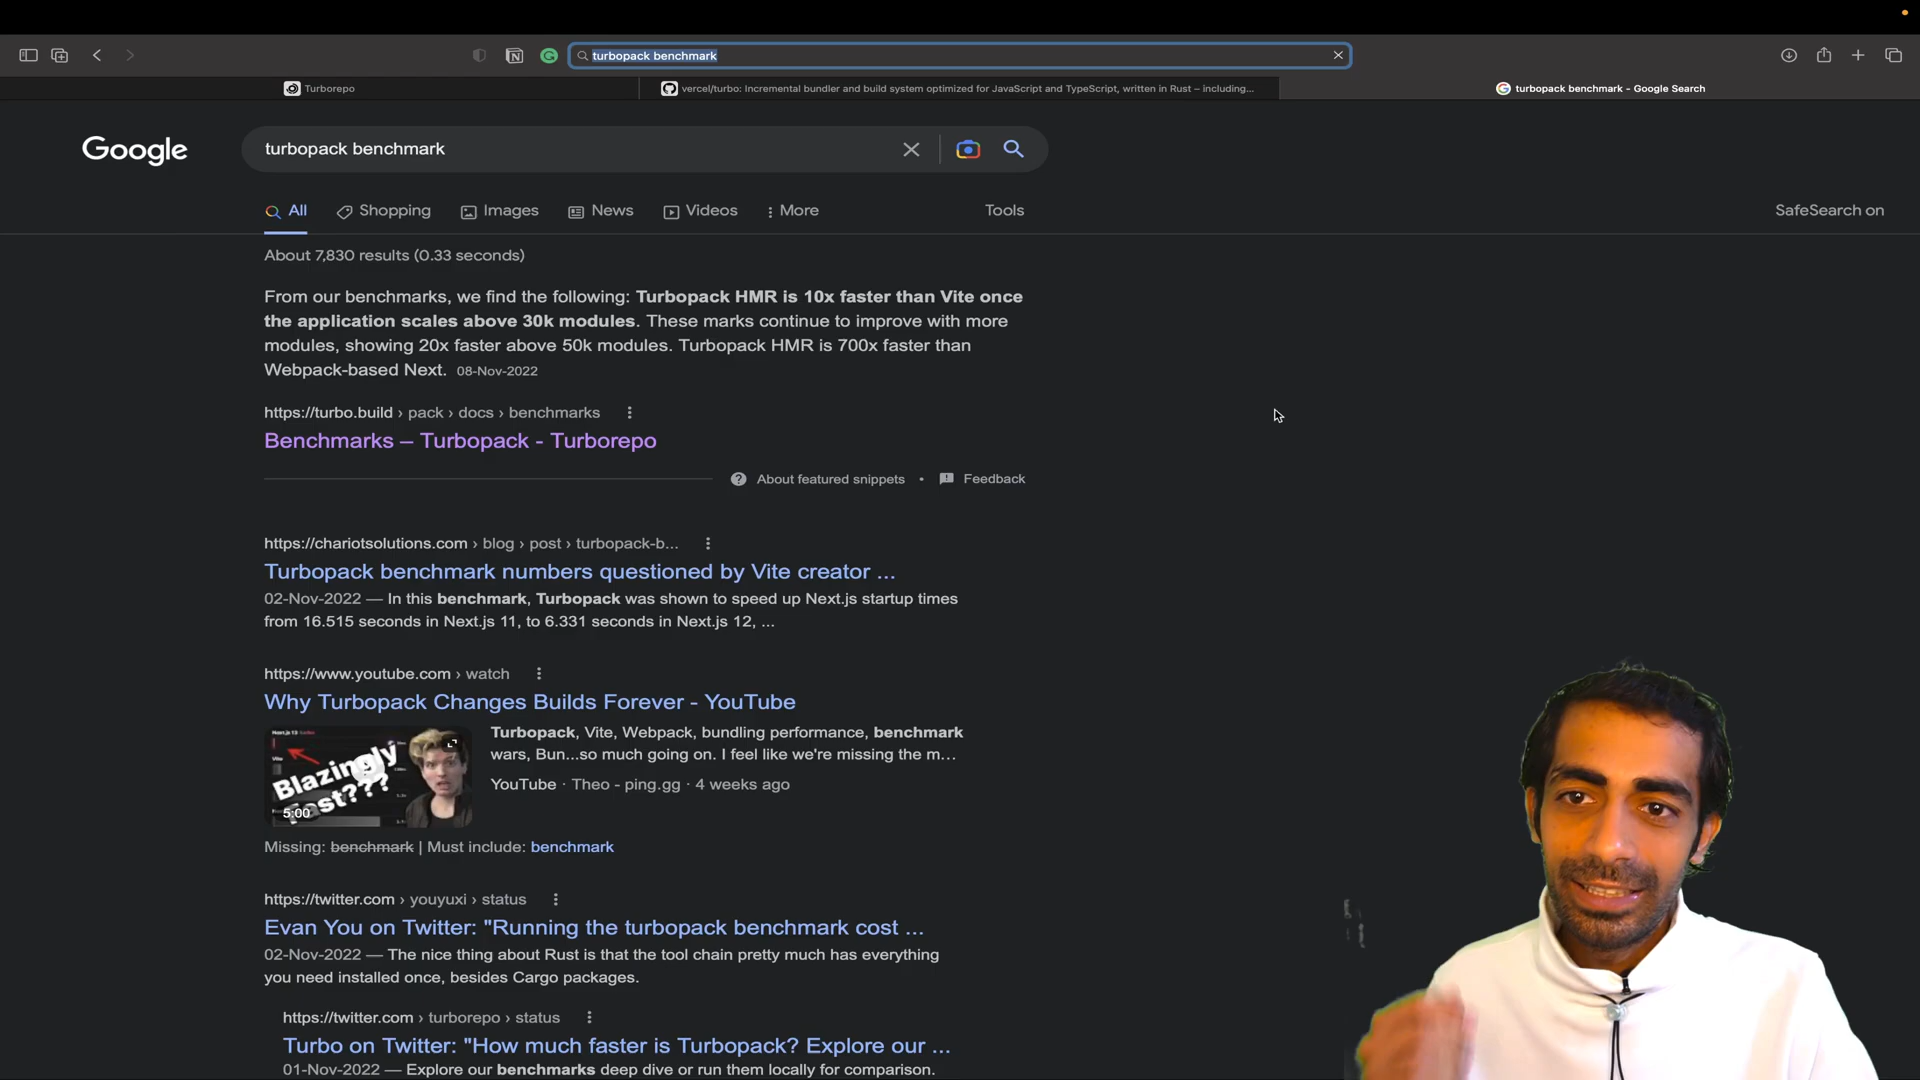 turbopack benchmark
Turborepo
vercel/turbo: Incremental bundler and build system optimized for JavaScript and TypeScript, written in Rust – including...
turbopack benchmark - Google Search
Google
turbopack benchmark
All
Shopping
Images
News
Videos
More
Tools
SafeSearch on
About 7,830 results (0.33 seconds)
From our benchmarks, we find the following: Turbopack HMR is 10x faster than Vite once
the application scales above 30k modules. These marks continue to improve with more
modules, showing 20x faster above 50k modules. Turbopack HMR is 700x faster than
Webpack-based Next. 08-Nov-2022
https://turbo.build › pack › docs › benchmarks
Benchmarks – Turbopack - Turborepo
About featured snippets • Feedback
https://chariotsolutions.com › blog › post › turbopack-b...
Turbopack benchmark numbers questioned by Vite creator ...
02-Nov-2022 — In this benchmark, Turbopack was shown to speed up Next.js startup times
from 16.515 seconds in Next.js 11, to 6.331 seconds in Next.js 12, ...
https://www.youtube.com › watch
Why Turbopack Changes Builds Forever - YouTube
Blazingly
Fast???
5:00
Turbopack, Vite, Webpack, bundling performance, benchmark
wars, Bun...so much going on. I feel like we're missing the m...
YouTube · Theo - ping.gg · 4 weeks ago
Missing: benchmark | Must include: benchmark
https://twitter.com › youyuxi › status
Evan You on Twitter: "Running the turbopack benchmark cost ...
02-Nov-2022 — The nice thing about Rust is that the tool chain pretty much has everything
you need installed once, besides Cargo packages.
https://twitter.com › turborepo › status
Turbo on Twitter: "How much faster is Turbopack? Explore our ...
01-Nov-2022 — Explore our benchmarks deep dive or run them locally for comparison.